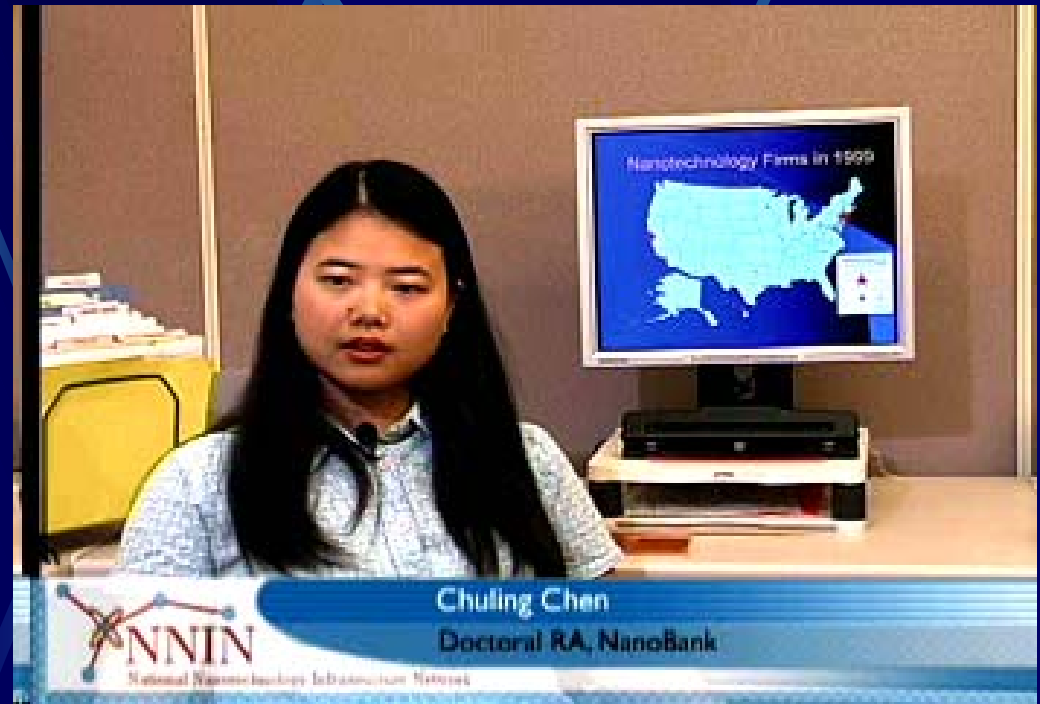 Nanotechnology Firms in 1999
Chuling Chen
Doctoral RA, NanoBank
NNIN
National Nanotechnology Infrastructure Network